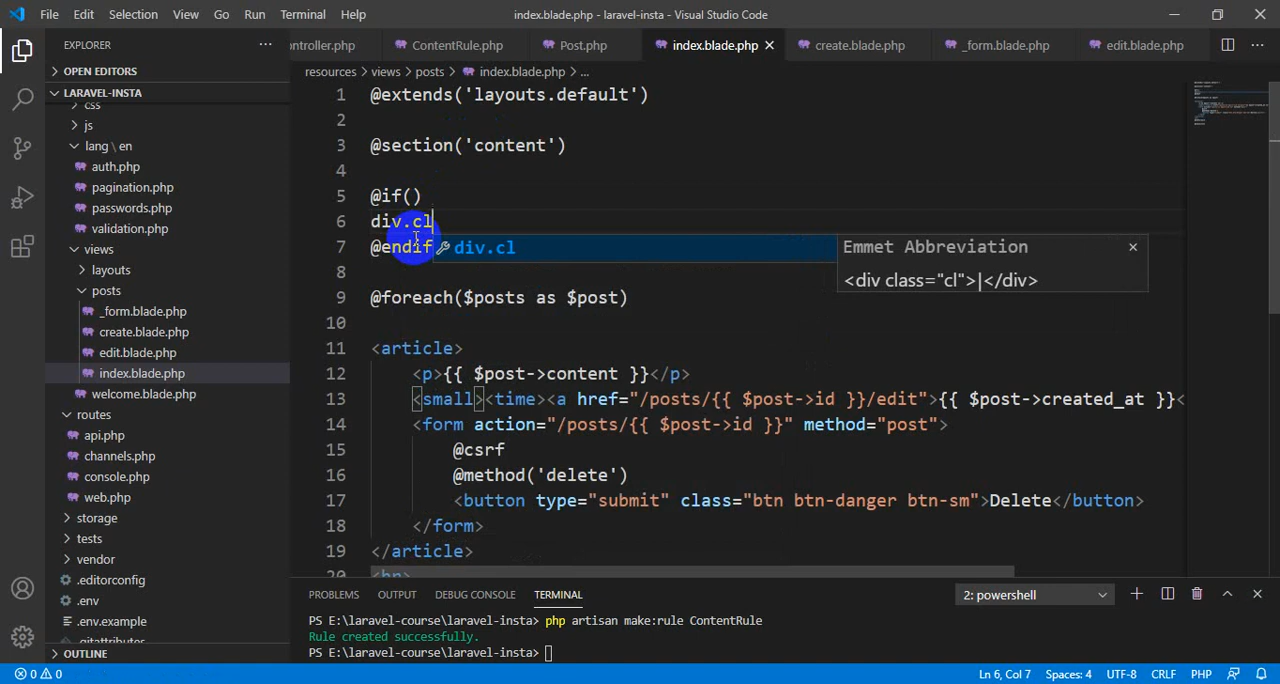 File Edit Selection View Go Run Terminal Help index.blade.php - laravel-insta - Visual Studio Code
EXPLORER
OPEN EDITORS
LARAVEL-INSTA
css
js
lang \ en
auth.php
pagination.php
passwords.php
validation.php
views
layouts
posts
_form.blade.php
create.blade.php
edit.blade.php
index.blade.php
welcome.blade.php
routes
api.php
channels.php
console.php
web.php
storage
tests
vendor
.editorconfig
.env
.env.example
.gitattributes
OUTLINE
ontroller.php ContentRule.php Post.php index.blade.php create.blade.php _form.blade.php edit.blade.php
resources > views > posts > index.blade.php > ...
1 @extends('layouts.default')
2
3 @section('content')
4
5 @if()
6 div.cl
7 @endif
div.cl
Emmet Abbreviation
<div class="cl">|</div>
8
9 @foreach($posts as $post)
10
11 <article>
12 <p>{{ $post->content }}</p>
13 <small><time><a href="/posts/{{ $post->id }}/edit">{{ $post->created_at }}<
14 <form action="/posts/{{ $post->id }}" method="post">
15 @csrf
16 @method('delete')
17 <button type="submit" class="btn btn-danger btn-sm">Delete</button>
18 </form>
19 </article>
20 <hr>
PROBLEMS OUTPUT DEBUG CONSOLE TERMINAL 2: powershell
PS E:\laravel-course\laravel-insta> php artisan make:rule ContentRule
Rule created successfully.
PS E:\laravel-course\laravel-insta>
0 0 Ln 6, Col 7 Spaces: 4 UTF-8 CRLF PHP